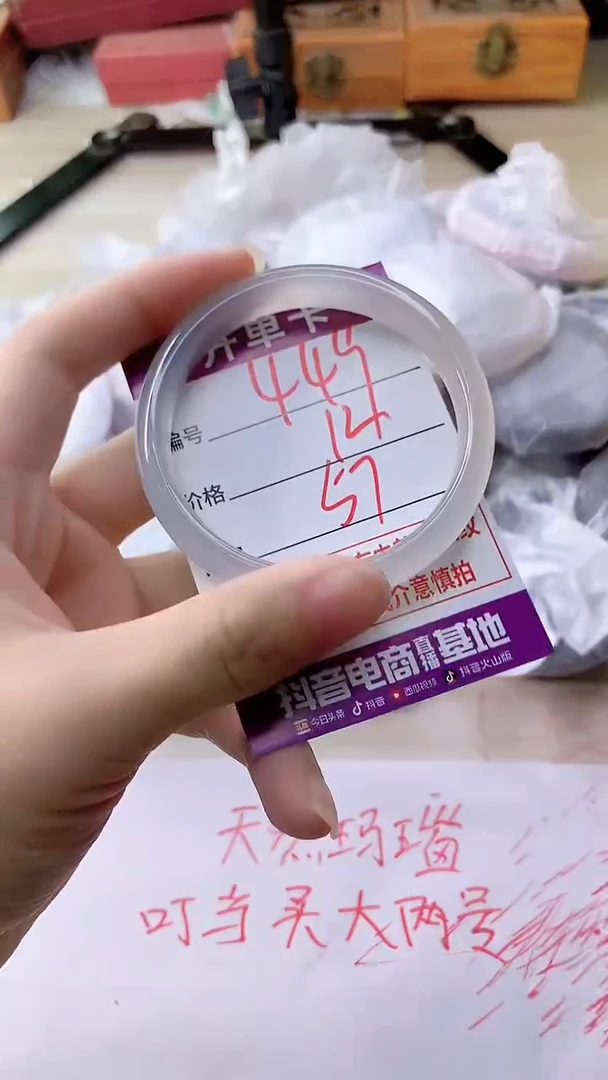 开单卡
445
编号
14
价格
57
介意慎拍
抖音电商直播基地
今日头条 抖音 西瓜视频 抖音火山版
天然玛瑙
叮当买大两号